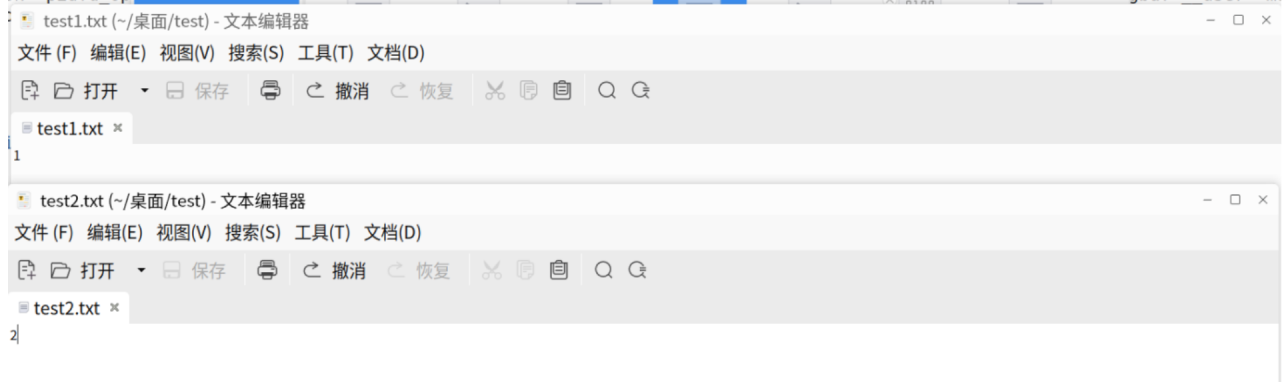 test1.txt (~/桌面/test) - 文本编辑器
文件 (F) 编辑(E) 视图(V) 搜索(S) 工具(T) 文档(D)
打开 保存 撤消 恢复
test1.txt
1
test2.txt (~/桌面/test) - 文本编辑器
文件 (F) 编辑(E) 视图(V) 搜索(S) 工具(T) 文档(D)
打开 保存 撤消 恢复
test2.txt
2